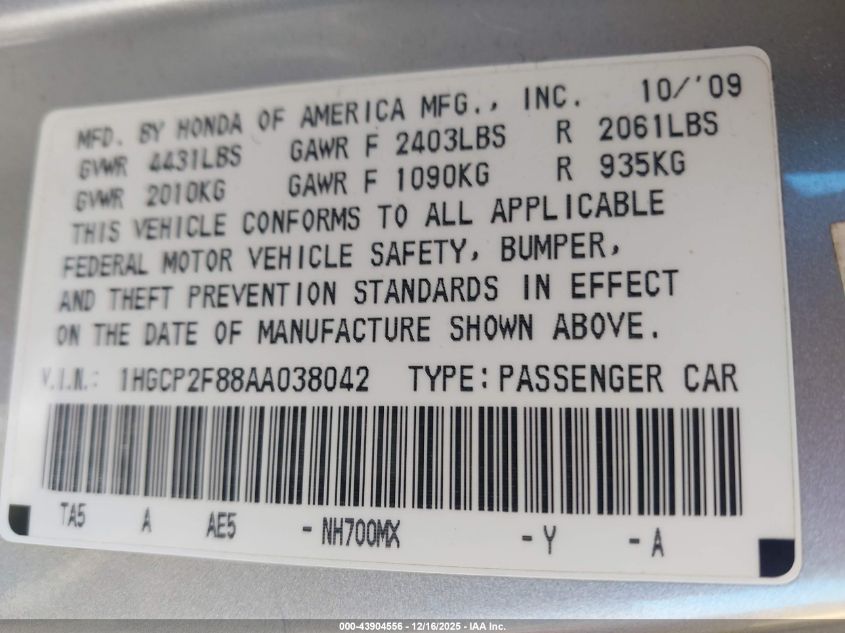 MFD. BY HONDA OF AMERICA MFG., INC. 10/'09
GVWR 4431LBS GAWR F 2403LBS R 2061LBS
GVWR 2010KG GAWR F 1090KG R 935KG
THIS VEHICLE CONFORMS TO ALL APPLICABLE
FEDERAL MOTOR VEHICLE SAFETY, BUMPER,
AND THEFT PREVENTION STANDARDS IN EFFECT
ON THE DATE OF MANUFACTURE SHOWN ABOVE.
V.I.N.: 1HGCP2F88AA038042 TYPE: PASSENGER CAR
TA5 A AE5 - NH700MX - Y - A
000-43904556 - 12/16/2025 - IAA Inc.